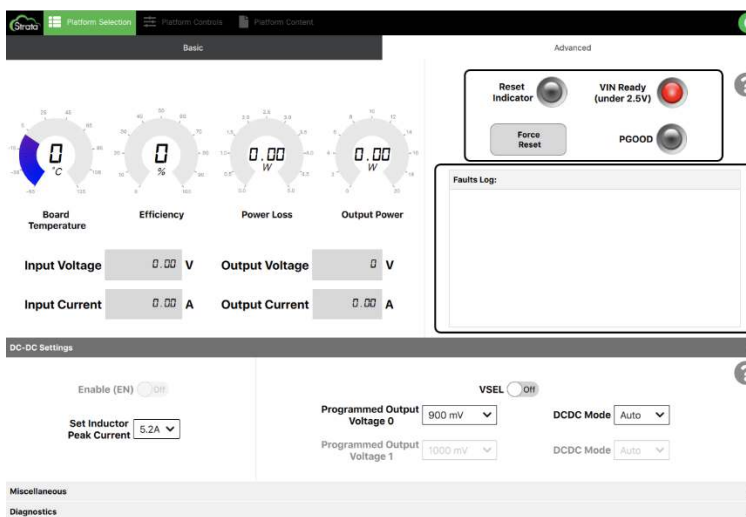 Strata
Platform Selection
Platform Controls
Platform Content
Basic
Advanced
0
°C
0
%
0.00
W
0.00
W
Board
Temperature
Efficiency
Power Loss
Output Power
Input Voltage 0.00 V
Output Voltage 0 V
Input Current 0.00 A
Output Current 0.00 A
Reset
Indicator
VIN Ready
(under 2.5V)
Force
Reset
PGOOD
Faults Log:
DC-DC Settings
Enable (EN) Off
Set Inductor
Peak Current 5.2A
VSEL Off
Programmed Output
Voltage 0 900 mV
DCDC Mode Auto
Programmed Output
Voltage 1 1000 mV
DCDC Mode Auto
Miscellaneous
Diagnostics